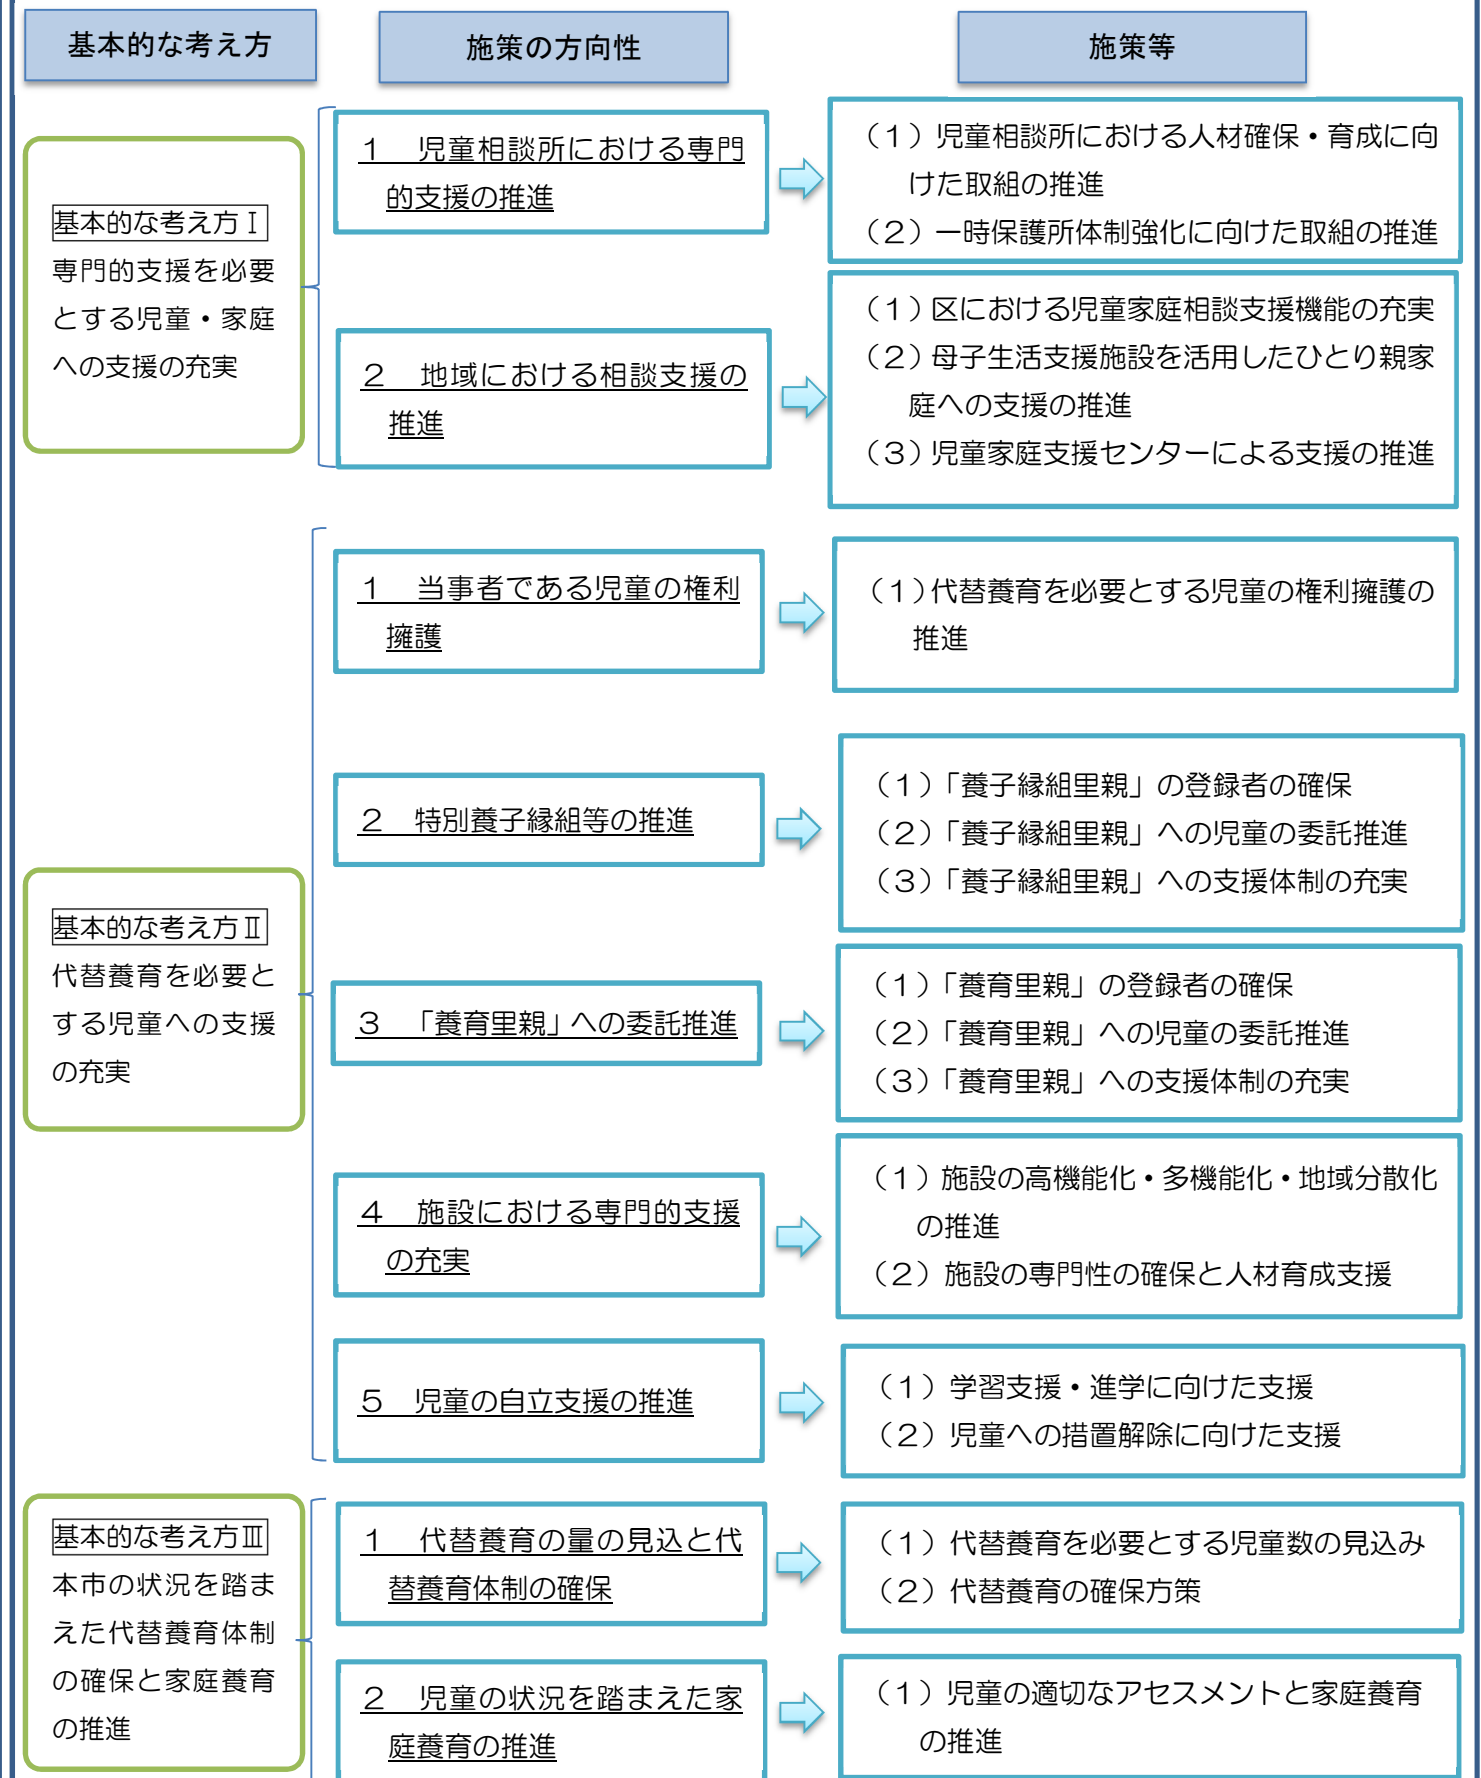 基本的な考え方
施策の方向性
施策等
基本的な考え方Ⅰ
専門的支援を必要
とする児童・家庭
への支援の充実
1　児童相談所における専門
的支援の推進
（1）児童相談所における人材確保・育成に向
けた取組の推進
（2）一時保護所体制強化に向けた取組の推進
2　地域における相談支援の
推進
（1）区における児童家庭相談支援機能の充実
（2）母子生活支援施設を活用したひとり親家
庭への支援の推進
（3）児童家庭支援センターによる支援の推進
基本的な考え方Ⅱ
代替養育を必要と
する児童への支援
の充実
1　当事者である児童の権利
擁護
（1）代替養育を必要とする児童の権利擁護の
推進
2　特別養子縁組等の推進
（1）「養子縁組里親」の登録者の確保
（2）「養子縁組里親」への児童の委託推進
（3）「養子縁組里親」への支援体制の充実
3　「養育里親」への委託推進
（1）「養育里親」の登録者の確保
（2）「養育里親」への児童の委託推進
（3）「養育里親」への支援体制の充実
4　施設における専門的支援
の充実
（1）施設の高機能化・多機能化・地域分散化
の推進
（2）施設の専門性の確保と人材育成支援
5　児童の自立支援の推進
（1）学習支援・進学に向けた支援
（2）児童への措置解除に向けた支援
基本的な考え方Ⅲ
本市の状況を踏ま
えた代替養育体制
の確保と家庭養育
の推進
1　代替養育の量の見込と代
替養育体制の確保
（1）代替養育を必要とする児童数の見込み
（2）代替養育の確保方策
2　児童の状況を踏まえた家
庭養育の推進
（1）児童の適切なアセスメントと家庭養育
の推進